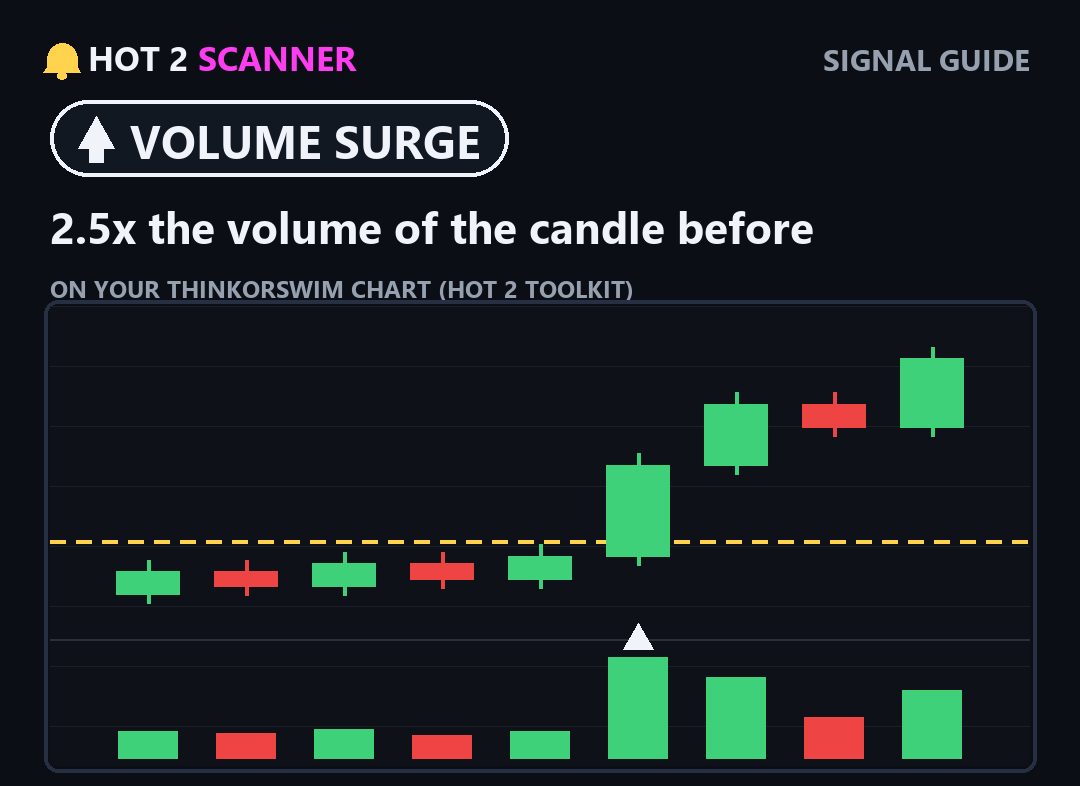 HOT 2 SCANNER
SIGNAL GUIDE
VOLUME SURGE
2.5x the volume of the candle before
ON YOUR THINKORSWIM CHART (HOT 2 TOOLKIT)